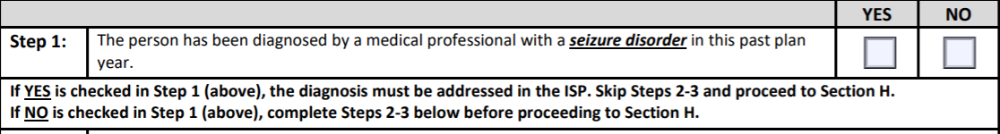 YES NO
Step 1: The person has been diagnosed by a medical professional with a seizure disorder in this past plan
year.
If YES is checked in Step 1 (above), the diagnosis must be addressed in the ISP. Skip Steps 2-3 and proceed to Section H.
If NO is checked in Step 1 (above), complete Steps 2-3 below before proceeding to Section H.